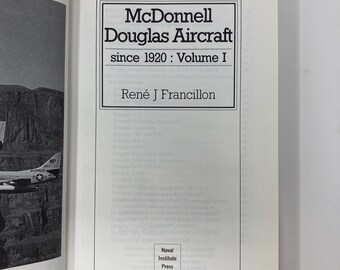 McDonnell
Douglas Aircraft
since 1920 : Volume I
René J Francillon
Naval
Institute
Press